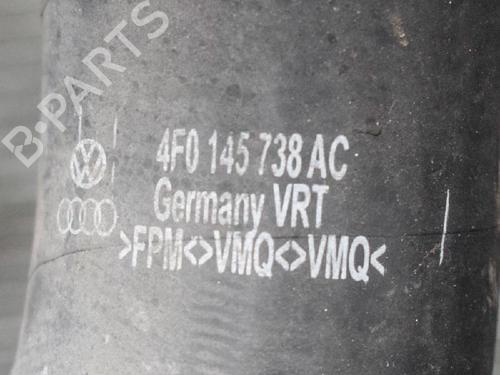 B-PARTS
4F0 145 738 AC
Germany VRT
>FPM<>VMQ<>VMQ<